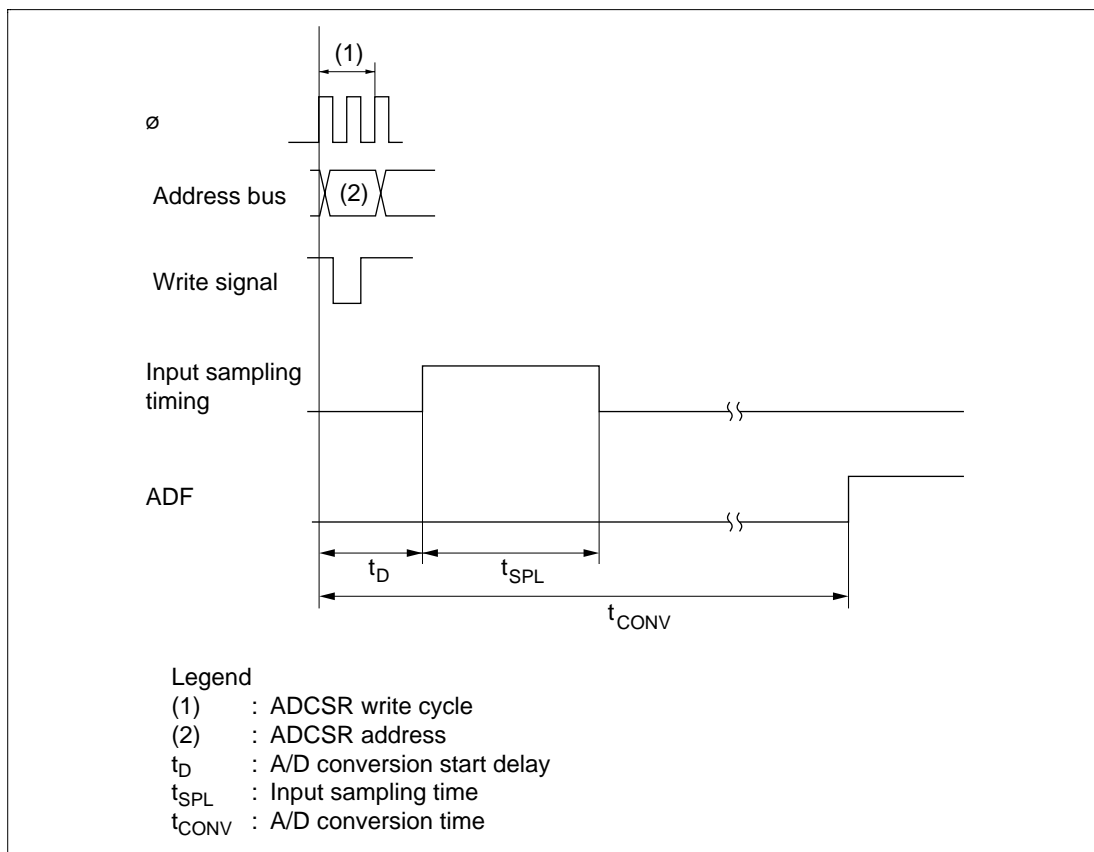 (1)
ø
Address bus
(2)
Write signal
Input sampling
timing
ADF
tD
tSPL
tCONV
Legend
(1) : ADCSR write cycle
(2) : ADCSR address
tD : A/D conversion start delay
tSPL : Input sampling time
tCONV : A/D conversion time